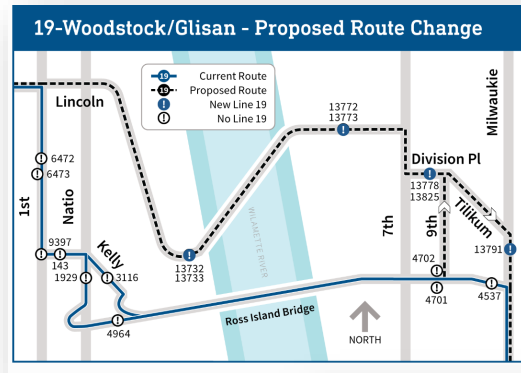 19-Woodstock/Glisan - Proposed Route Change
19 Current Route
19 Proposed Route
New Line 19
No Line 19
Lincoln
Milwaukie
13772
13773
6472
6473
Division Pl
13778
13825
1st
Natio
WILLAMETTE RIVER
7th
9th
Tilikum
9397
143
Kelly
1929
3116
13732
13733
4702
4701
13791
4537
4964
Ross Island Bridge
NORTH